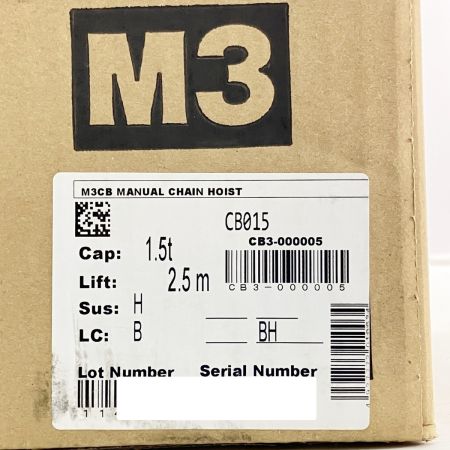 M3
M3CB MANUAL CHAIN HOIST
CB015
Cap: 1.5t
CB3-000005
Lift: 2.5 m
CB3-000005
Sus: H
LC: B BH
Lot Number Serial Number